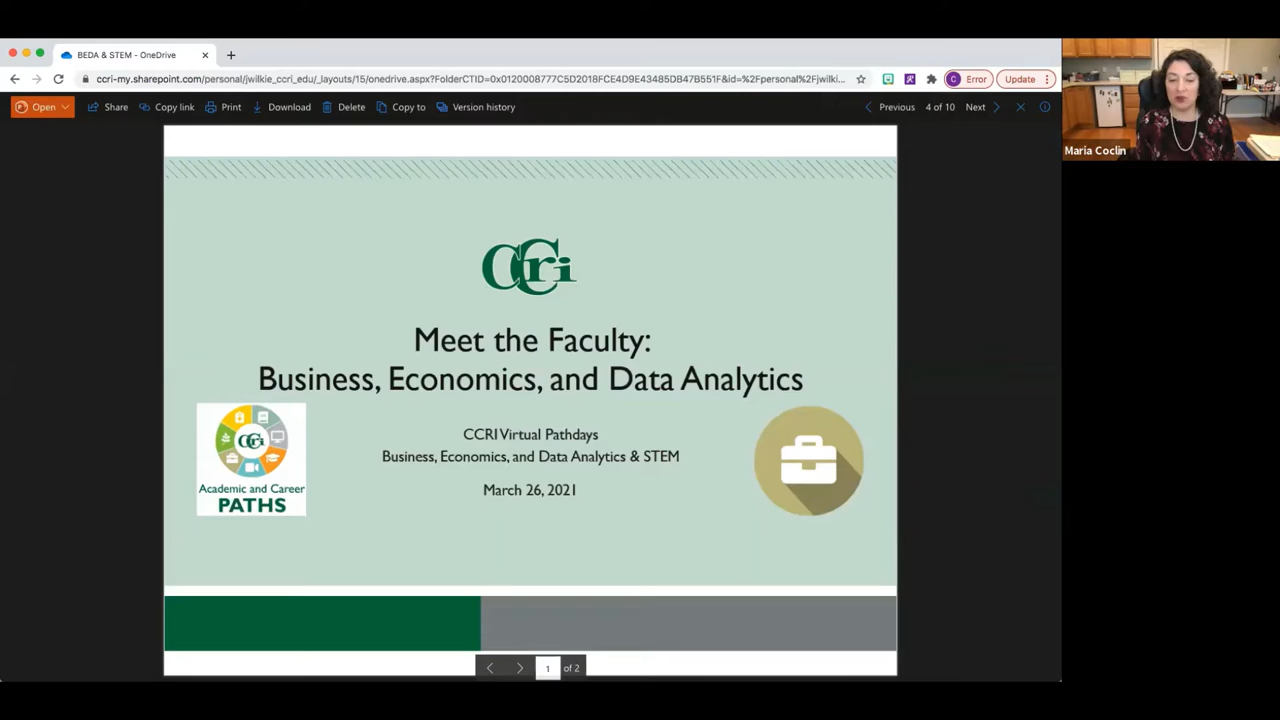 BEDA & STEM - OneDrive
ccri-my.sharepoint.com/personal/jwilkie_ccri_edu/_layouts/15/onedrive.aspx?FolderCTID=0x0120008777C5D2018FCE4D9E43485DB47B551F&id=%2Fpersonal%2Fjwilki...
C Error
Update
Open
Share
Copy link
Print
Download
Delete
Copy to
Version history
Previous
4 of 10
Next
Maria Coclin
CCri
Meet the Faculty:
Business, Economics, and Data Analytics
CCRI Virtual Pathdays
Business, Economics, and Data Analytics & STEM
March 26, 2021
CCri
Academic and Career
PATHS
1 of 2